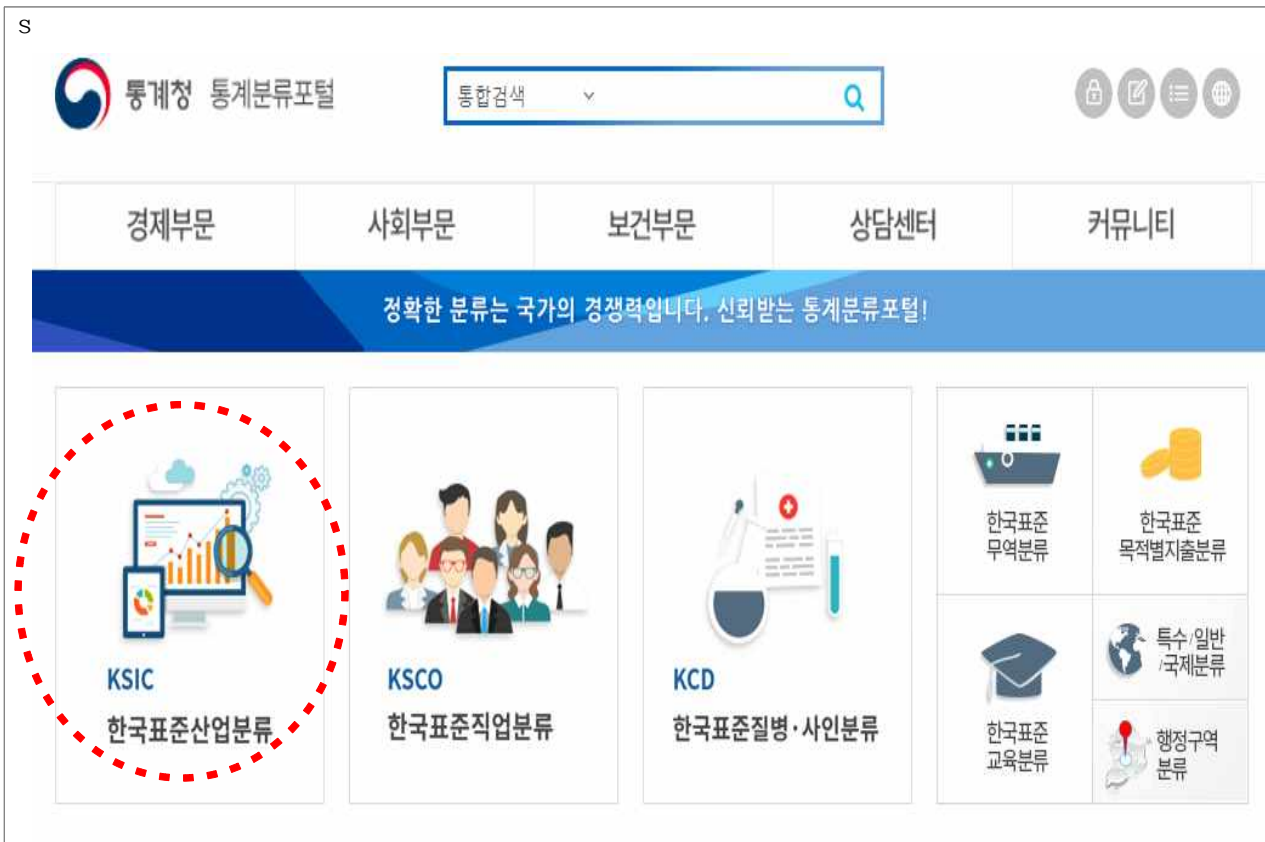 s
통계청 통계분류포털
통합검색
경제부문 사회부문 보건부문 상담센터 커뮤니티
정확한 분류는 국가의 경쟁력입니다. 신뢰받는 통계분류포털!
KSIC
한국표준산업분류
KSCO
한국표준직업분류
KCD
한국표준질병·사인분류
한국표준
무역분류
한국표준
목적별지출분류
한국표준
교육분류
특수/일반
/국제분류
행정구역
분류